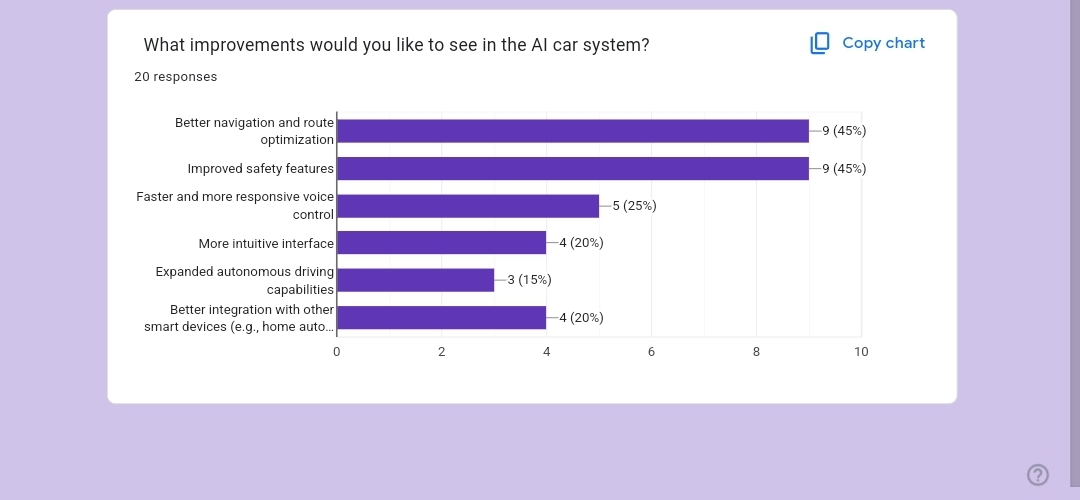 What improvements would you like to see in the AI car system?
Copy chart
20 responses
Better navigation and route
optimization
9 (45%)
Improved safety features
9 (45%)
Faster and more responsive voice
control
5 (25%)
More intuitive interface
4 (20%)
Expanded autonomous driving
capabilities
3 (15%)
Better integration with other
smart devices (e.g., home auto...
4 (20%)
0 2 4 6 8 10
?